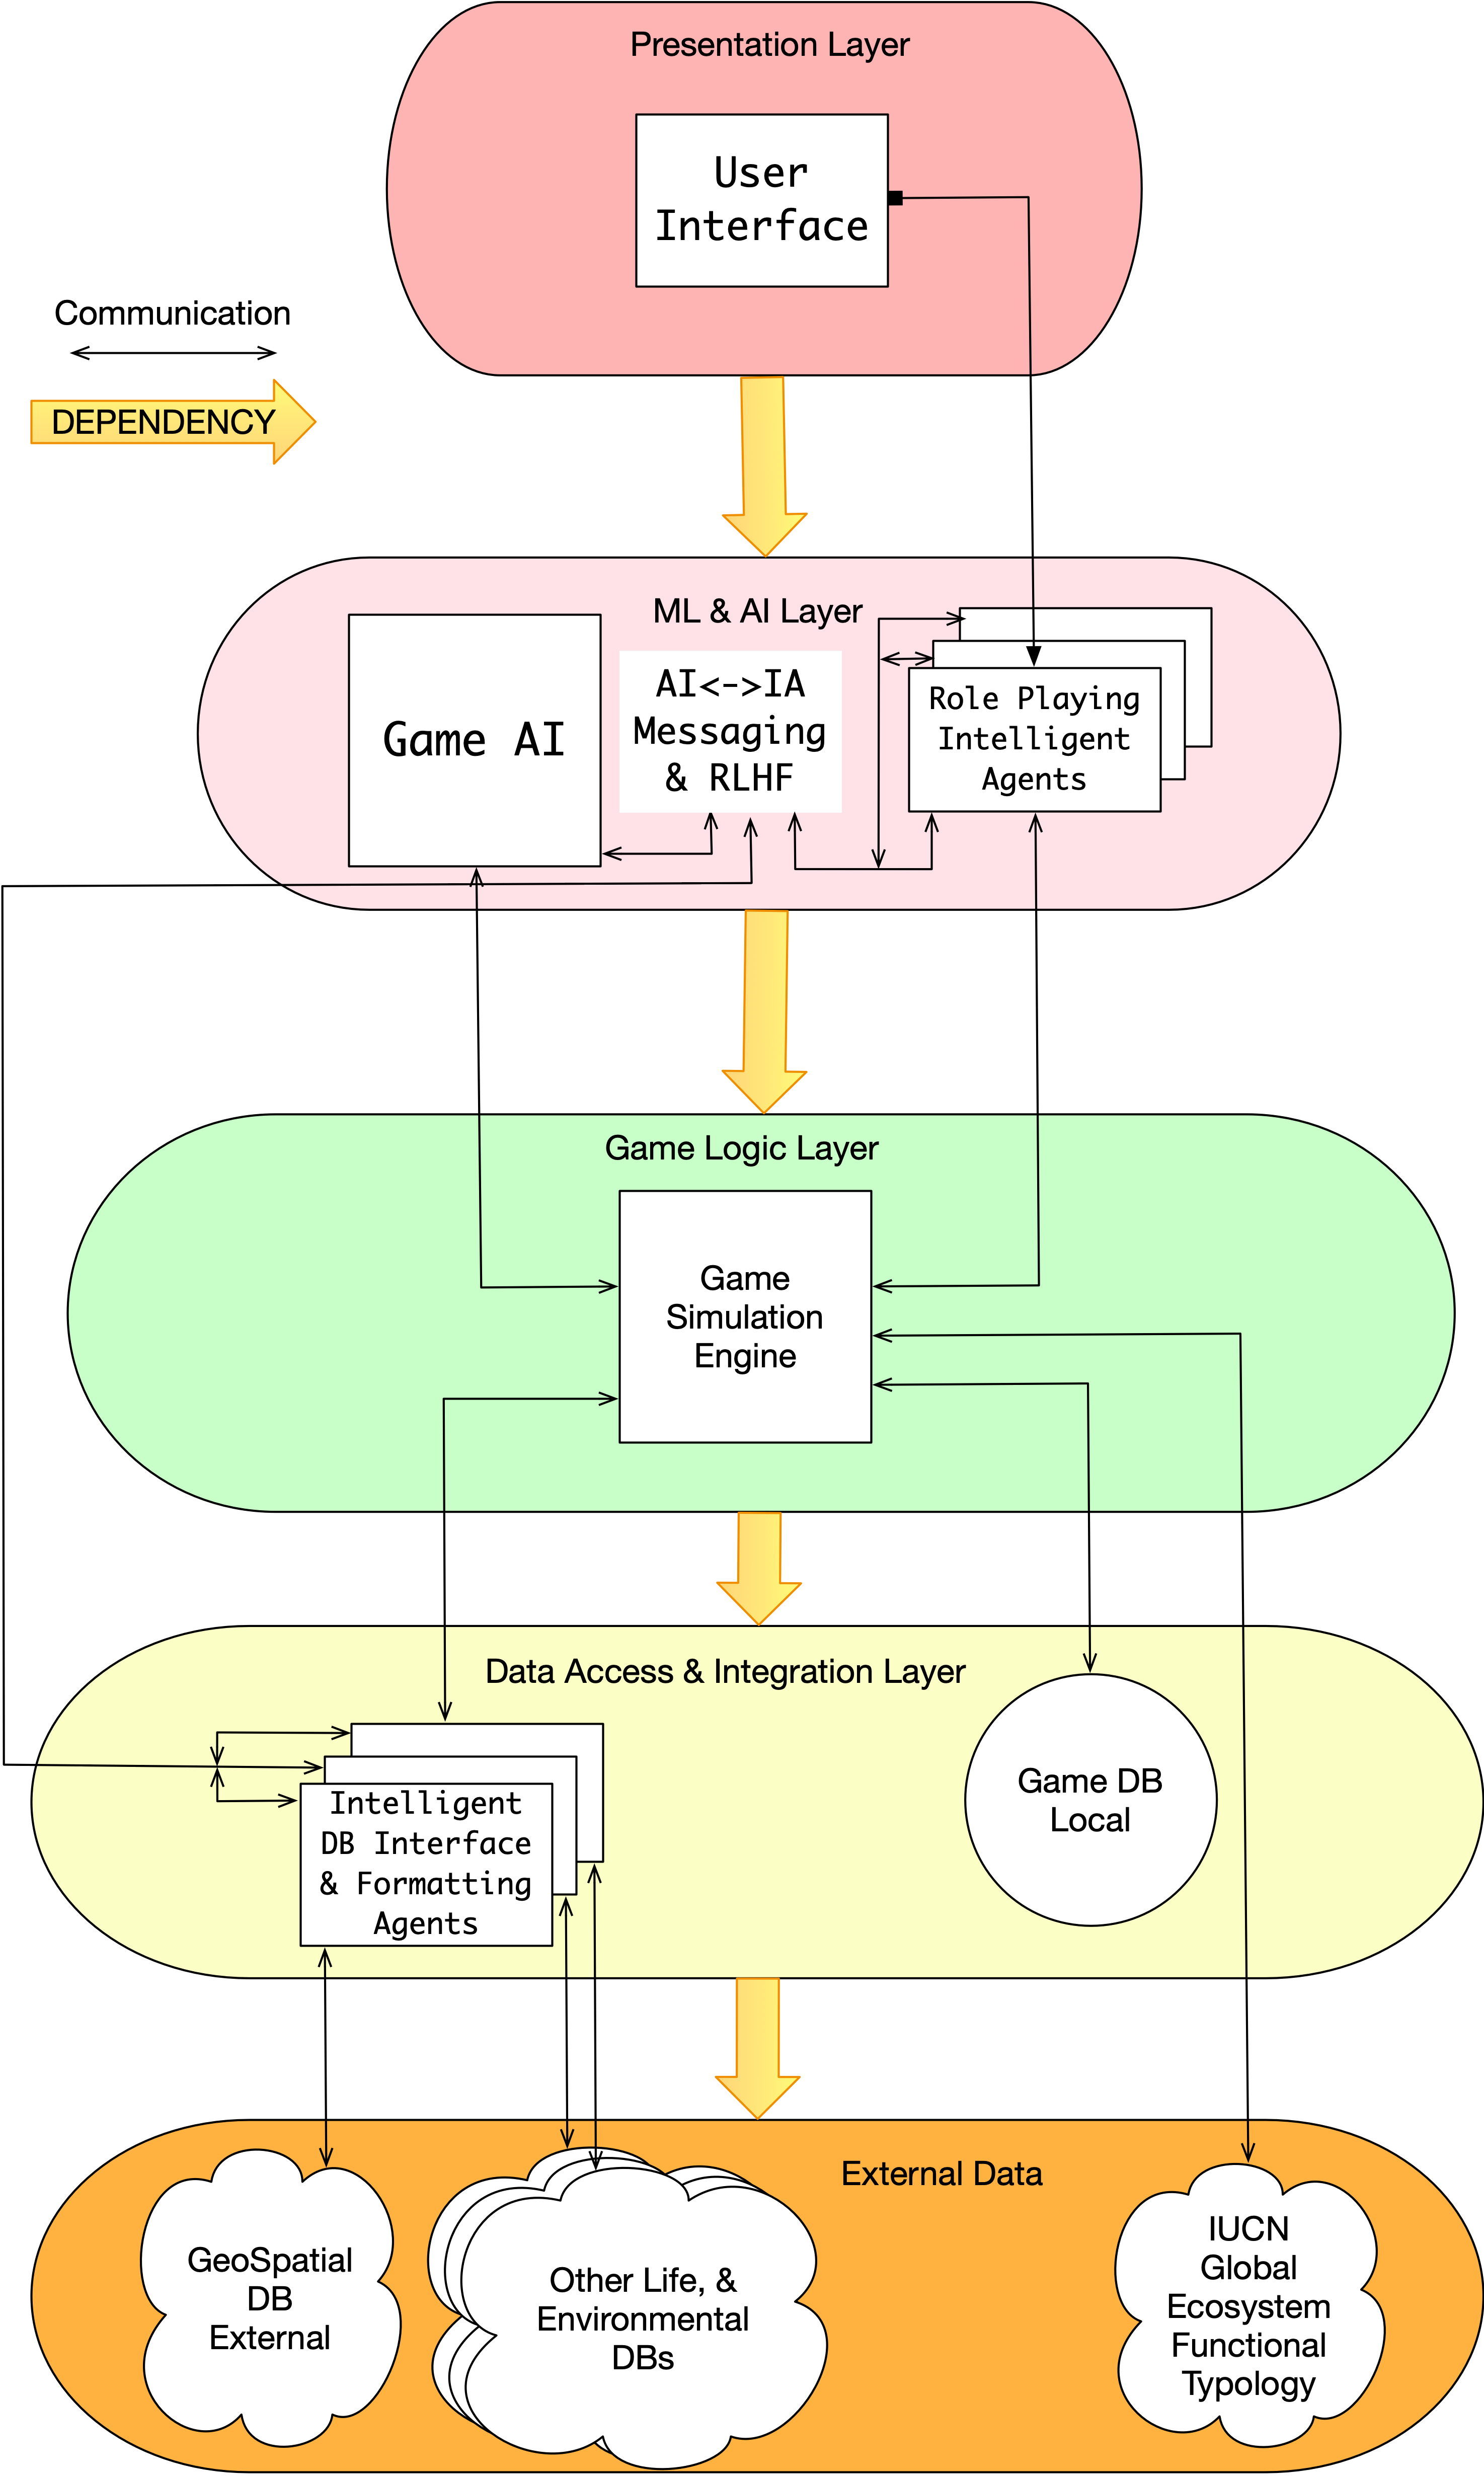 Presentation Layer
User
Interface
Communication
DEPENDENCY
ML & AI Layer
Game AI
AI<->IA
Messaging
& RLHF
Role Playing
Intelligent
Agents
Game Logic Layer
Game
Simulation
Engine
Data Access & Integration Layer
Intelligent
DB Interface
& Formatting
Agents
Game DB
Local
External Data
GeoSpatial
DB
External
Other Life, &
Environmental
DBs
IUCN
Global
Ecosystem
Functional
Typology